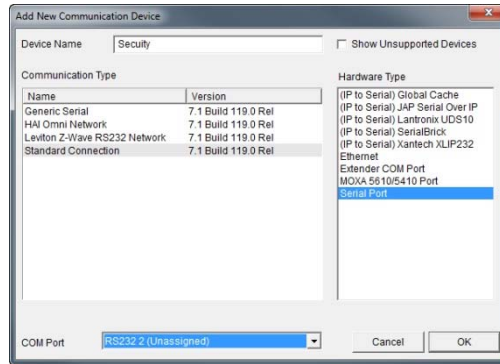 Add New Communication Device
Device Name Secuity Show Unsupported Devices
Communication Type
Hardware Type
Name Version
Generic Serial 7.1 Build 119.0 Rel
HAI Omni Network 7.1 Build 119.0 Rel
Leviton Z-Wave RS232 Network 7.1 Build 119.0 Rel
Standard Connection 7.1 Build 119.0 Rel
(IP to Serial) Global Cache
(IP to Serial) JAP Serial Over IP
(IP to Serial) Lantronix UDS10
(IP to Serial) SerialBrick
(IP to Serial) Xantech XLIP232
Ethernet
Extender COM Port
MOXA 5610/5410 Port
Serial Port
COM Port RS232 2 (Unassigned) Cancel OK